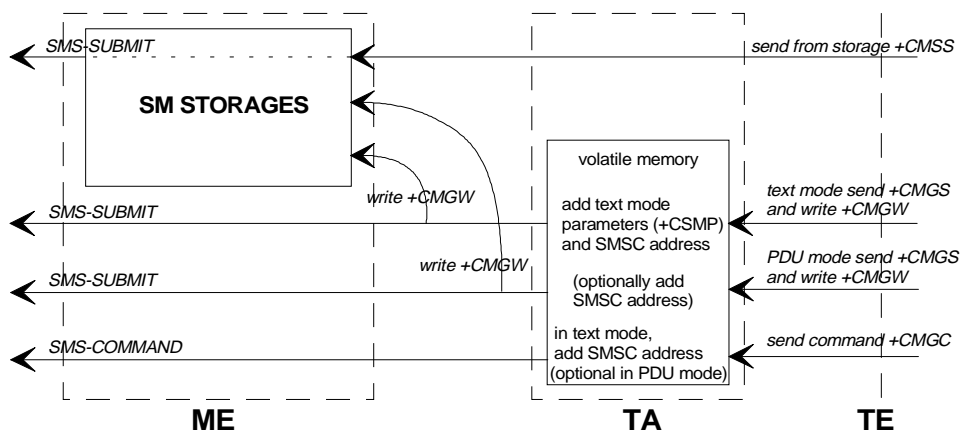 SMS-SUBMIT
send from storage +CMSS
SM STORAGES
volatile memory
write +CMGW
text mode send +CMGS
and write +CMGW
SMS-SUBMIT
add text mode
parameters (+CSMP)
and SMSC address
write +CMGW
PDU mode send +CMGS
and write +CMGW
SMS-SUBMIT
(optionally add
SMSC address)
SMS-COMMAND
in text mode,
add SMSC address
(optional in PDU mode)
send command +CMGC
ME
TA
TE